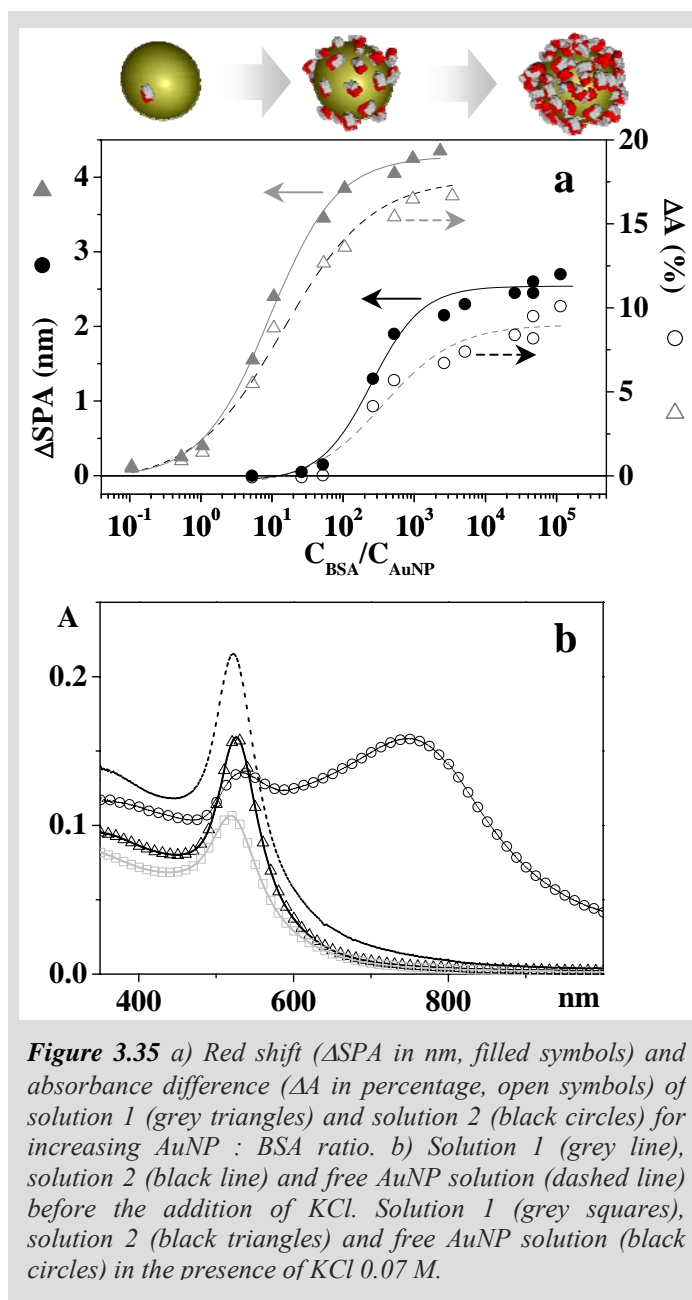 a
4
3
2
1
0
ΔSPA (nm)
20
15
10
5
0
ΔA (%)
10⁻¹ 10⁰ 10¹ 10² 10³ 10⁴ 10⁵
C_BSA/C_AuNP
A
b
0.2
0.1
0.0
400 600 800 nm
Figure 3.35 a) Red shift (ΔSPA in nm, filled symbols) and
absorbance difference (ΔA in percentage, open symbols) of
solution 1 (grey triangles) and solution 2 (black circles) for
increasing AuNP : BSA ratio. b) Solution 1 (grey line),
solution 2 (black line) and free AuNP solution (dashed line)
before the addition of KCl. Solution 1 (grey squares),
solution 2 (black triangles) and free AuNP solution (black
circles) in the presence of KCl 0.07 M.